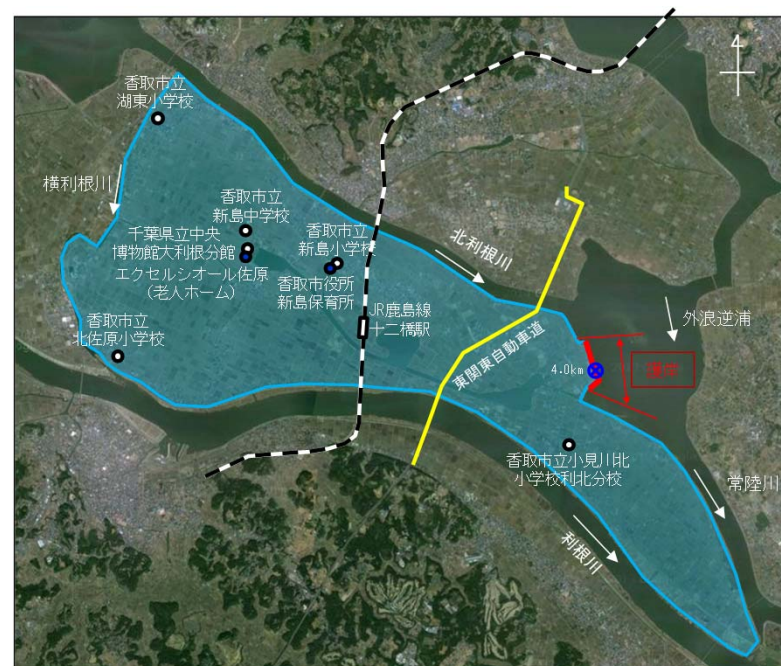 香取市立
湖東小学校
横利根川
香取市立
新島中学校
千葉県立中央
博物館大利根分館
エクセルシオール佐原
(老人ホーム)
香取市立
新島小学校
香取市役所
新島保育所
北利根川
JR鹿島線
十二橋駅
香取市立
北佐原小学校
東関東自動車道
外浪逆浦
4.0km
香取市立小見川北
小学校利北分校
常陸川
利根川